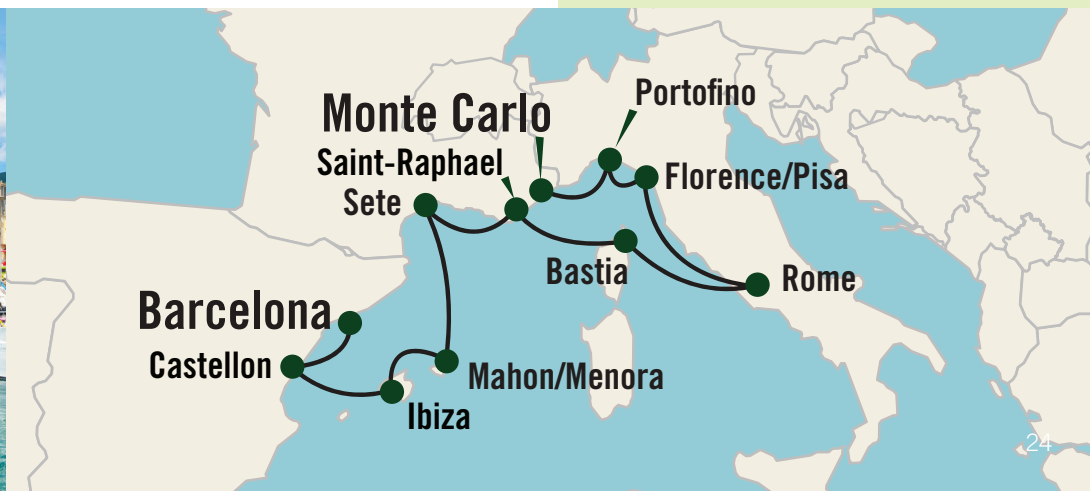 Portofino
Monte Carlo
Saint-Raphael
Florence/Pisa
Sete
Bastia
Rome
Barcelona
Castellon
Mahon/Menora
Ibiza
24